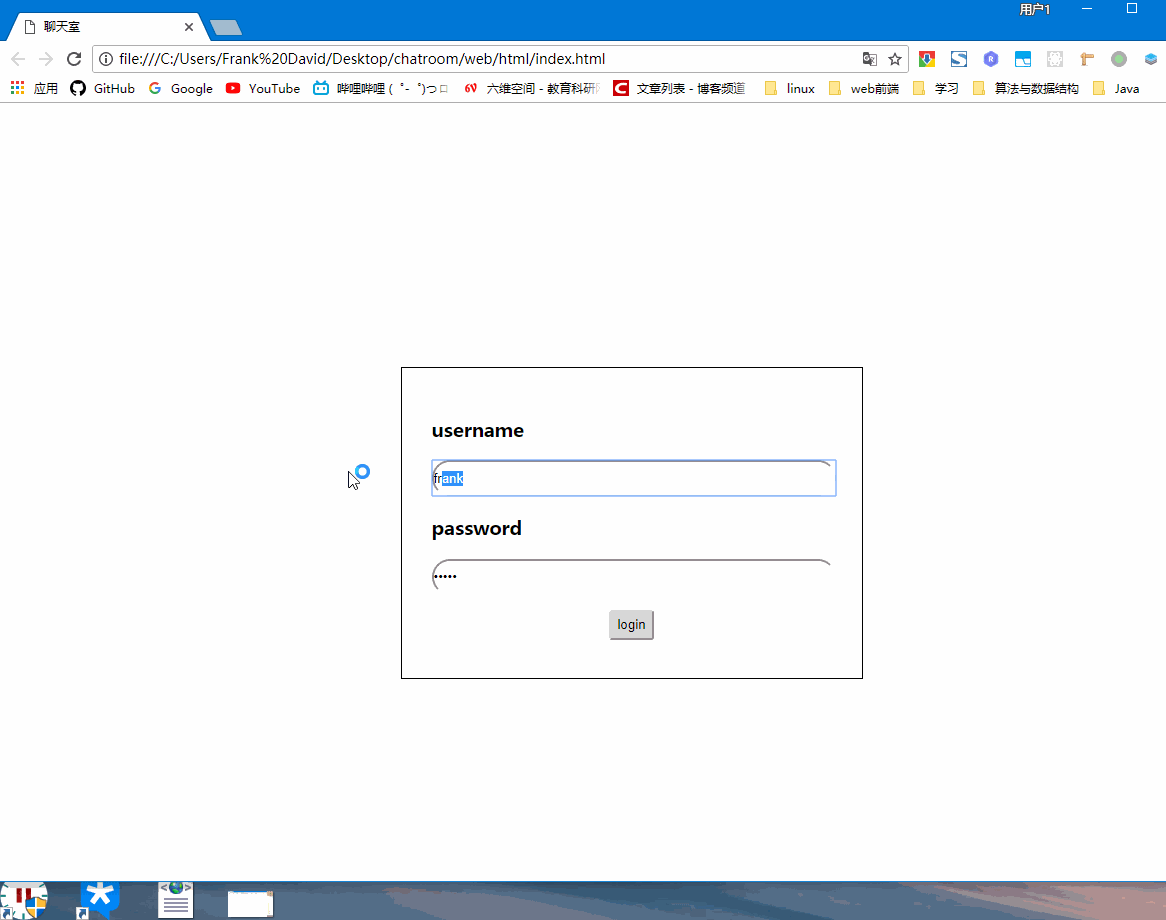 用户1
聊天室
file:///C:/Users/Frank%20David/Desktop/chatroom/web/html/index.html
应用 GitHub Google YouTube 哔哩哔哩 ( ゜- ゜)つロ 六维空间 - 教育科研 文章列表 - 博客频道 linux web前端 学习 算法与数据结构 Java
username
frank
password
•••••
login